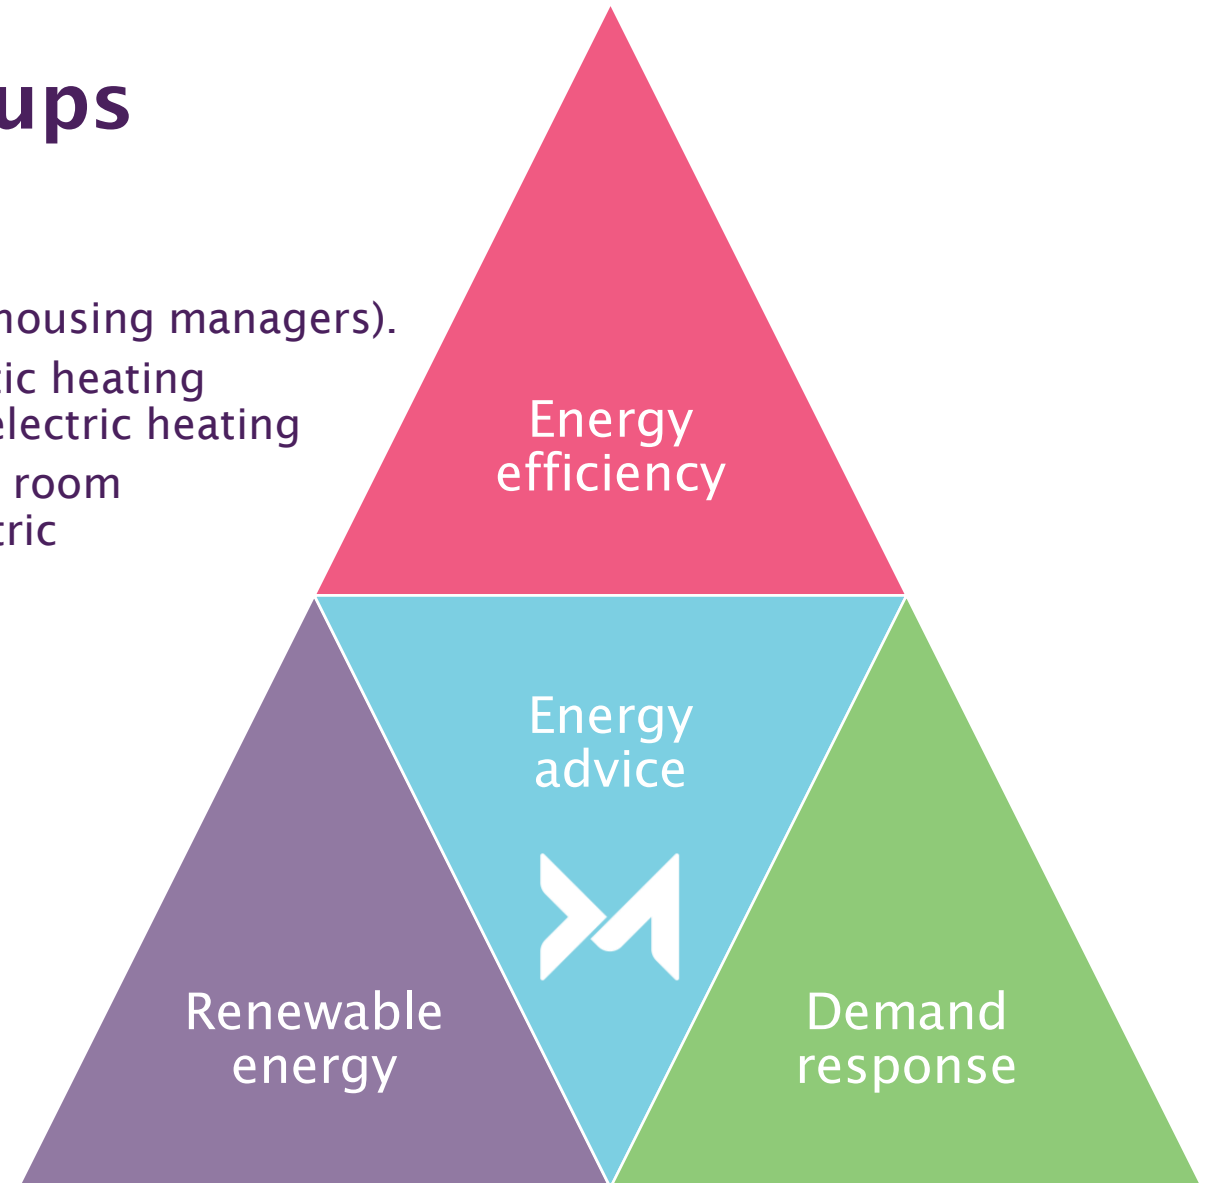 ups
housing managers).
tic heating
electric heating
room
tric
Energy
efficiency
Energy
advice
Renewable
energy
Demand
response